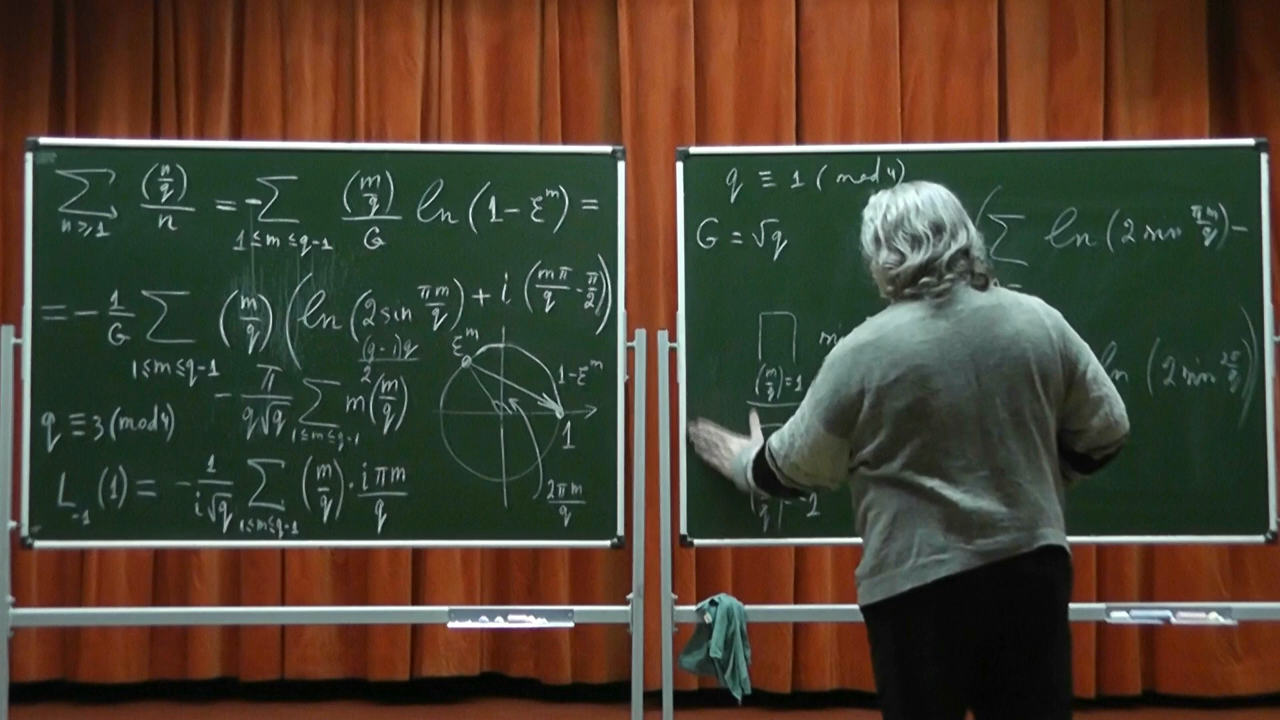 ∑_{n≥1} (n/q)/n = -∑_{1≤m≤q-1} (m/q)/G ln(1-ε^m) =
= -1/G ∑_{1≤m≤q-1} (m/q) (ln(2 sin πm/q) + i(mπ/q - π/2))
(q-1)q/2
ε^m
1-ε^m
1
2πm/q
- π/(q√q) ∑_{1≤m≤q-1} m(m/q)
q ≡ 3 (mod 4)
L_{-1}(1) = -1/(i√q) ∑_{1≤m≤q-1} (m/q) · iπm/q
q ≡ 1 (mod 4)
G = √q
(∑ ln(2 sin πm/q) -
ln(2 sin
∏_{(m/q)=1}